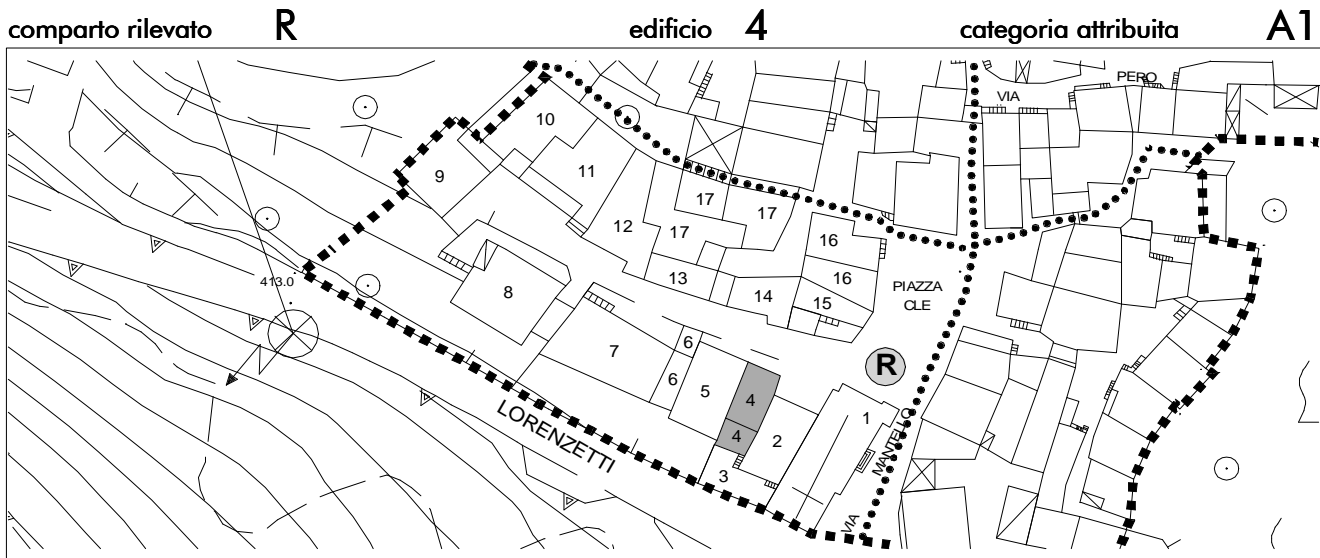 comparto rilevato R edificio 4 categoria attribuita A1
PERO
VIA
10
9
11
17
17
12
17
16
16
13
413.0
8
14
15
PIAZZA
CLE
7
6
R
6
5
4
1
LORENZETTI
4
2
3
VIA MANTELLO